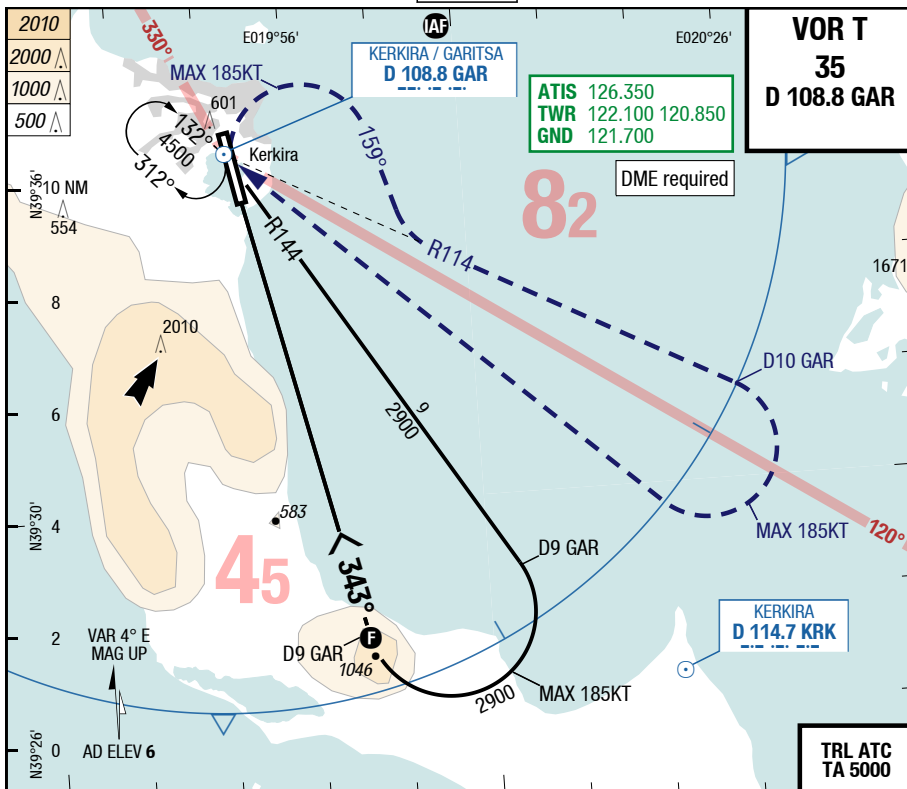 2010
2000
1000
500
IAF
E019°56'
E020°26'
330°
MAX 185KT
KERKIRA / GARITSA
D 108.8 GAR
ATIS 126.350
TWR 122.100 120.850
GND 121.700
VOR T
35
D 108.8 GAR
DME required
601
132°
4500
312°
Kerkira
159°
82
N39°36'
10 NM
554
R144
R114
1671
8
2010
D10 GAR
6
9
2900
N39°30'
4
583
45
343°
D9 GAR
MAX 185KT
120°
KERKIRA
D 114.7 KRK
2
VAR 4° E
MAG UP
D9 GAR
F
1046
2900
MAX 185KT
N39°26'
0
AD ELEV 6
TRL ATC
TA 5000